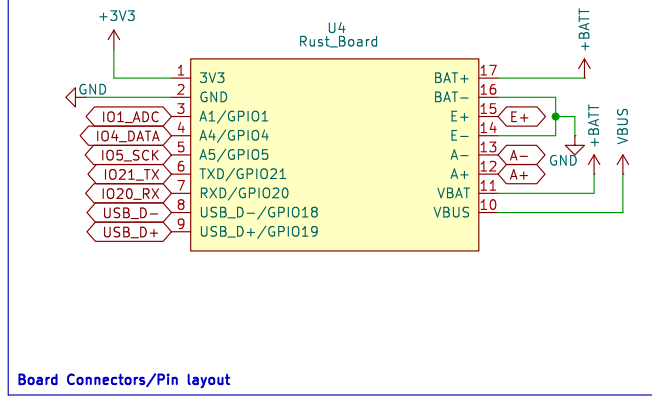 +3V3
U4
Rust_Board
+BATT
1 3V3 BAT+ 17
GND 2 GND BAT- 16
IO1_ADC 3 A1/GPIO1 E+ 15 E+
IO4_DATA 4 A4/GPIO4 E- 14
+BATT
VBUS
IO5_SCK 5 A5/GPIO5 A- 13 A-
GND
IO21_TX 6 TXD/GPIO21 A+ 12 A+
IO20_RX 7 RXD/GPIO20 VBAT 11
USB_D- 8 USB_D-/GPIO18 VBUS 10
USB_D+ 9 USB_D+/GPIO19
Board Connectors/Pin layout